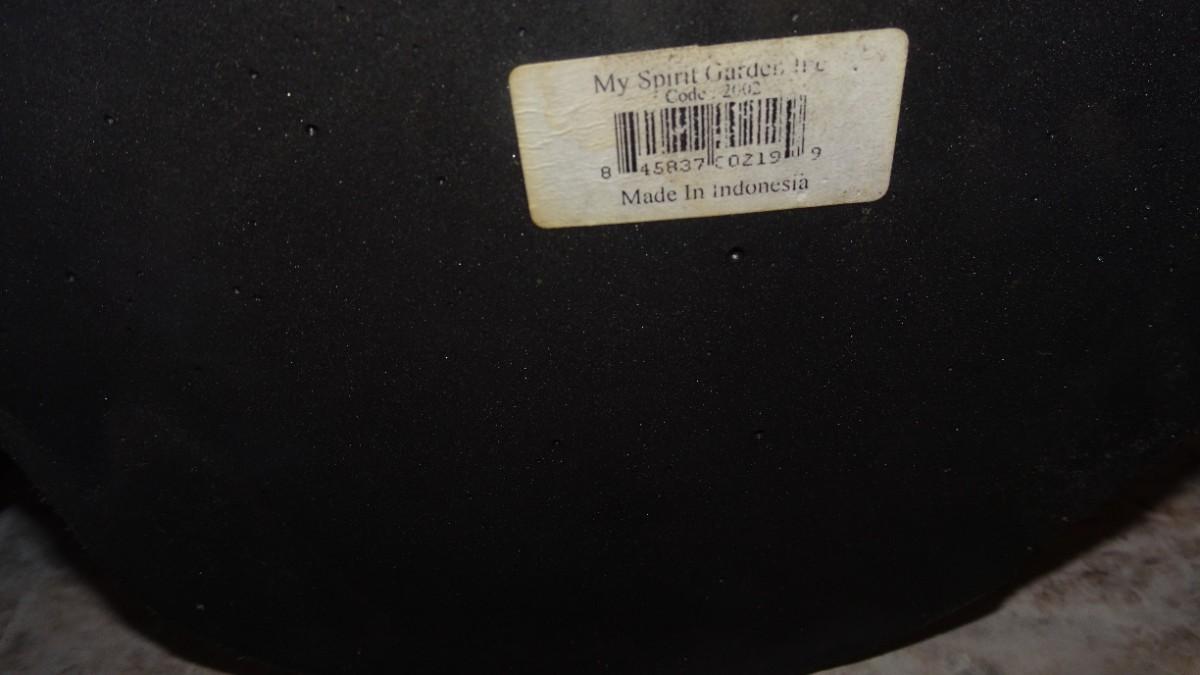 My Spirit Garden Inc
Code : 2002
8 45837 00219 9
Made In Indonesia